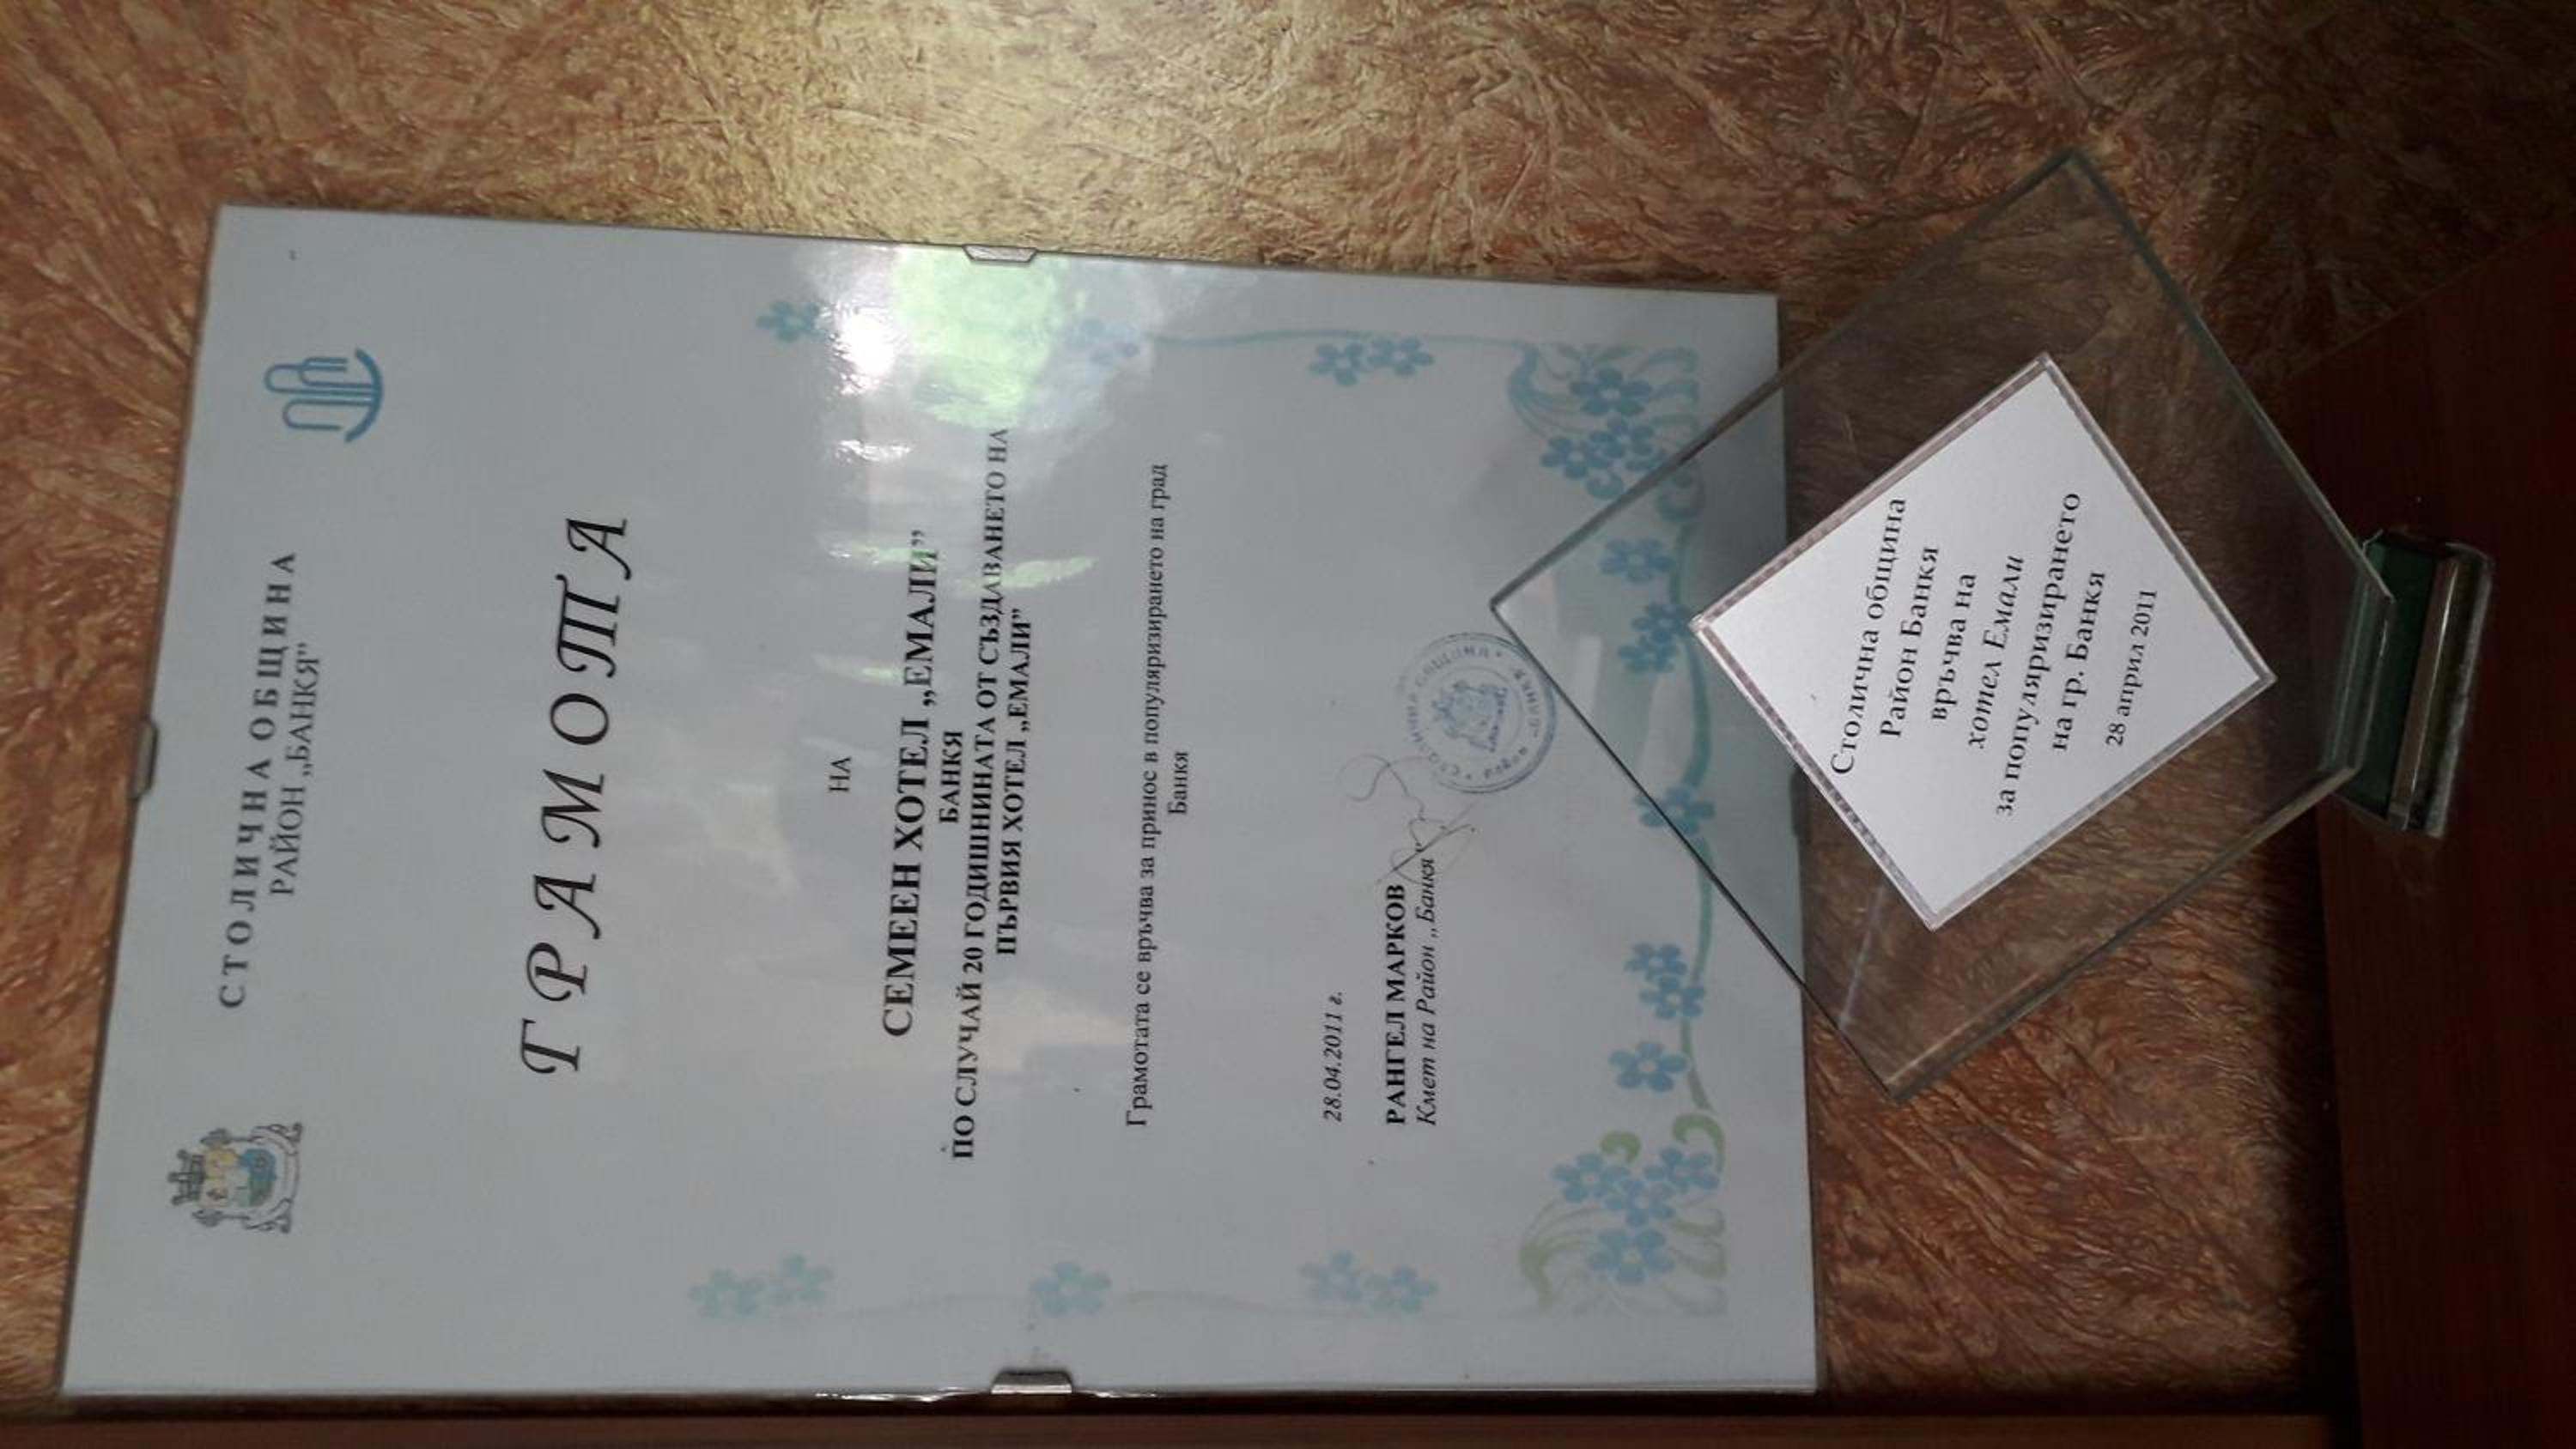 СТОЛИЧНА ОБЩИНА
РАЙОН „БАНКЯ”
ГРАМОТА
НА
СЕМЕЕН ХОТЕЛ „ЕМАЛИ”
БАНКЯ
ПО СЛУЧАЙ 20 ГОДИШНИНАТА ОТ СЪЗДАВАНЕТО НА
ПЪРВИЯ ХОТЕЛ „ЕМАЛИ”
Грамотата се връчва за принос в популяризирането на град
Банкя
28.04.2011 г.
РАНГЕЛ МАРКОВ
Кмет на Район „Банкя”
Столична община
Район Банкя
връчва на
хотел Емали
за популяризирането
на гр. Банкя
28 април 2011